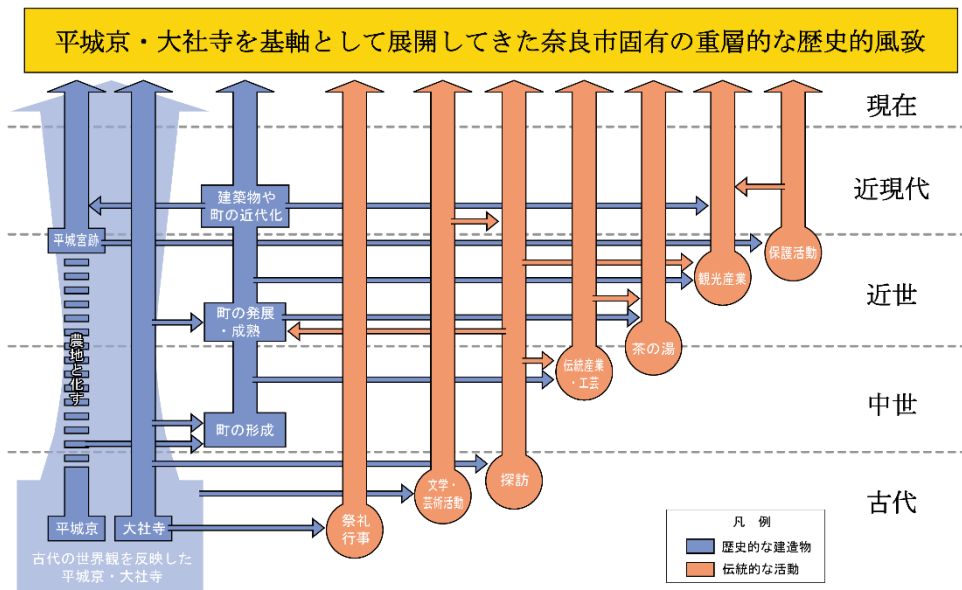 平城京・大社寺を基軸として展開してきた奈良市固有の重層的な歴史的風致
現在
近現代
近世
中世
古代
建築物や
町の近代化
平城宮跡
保護活動
観光産業
町の発展
・成熟
農地と化す
茶の湯
伝統産業
・工芸
町の形成
探訪
文学・
芸術活動
平城京
大社寺
祭礼
行事
古代の世界観を反映した
平城京・大社寺
凡 例
歴史的な建造物
伝統的な活動